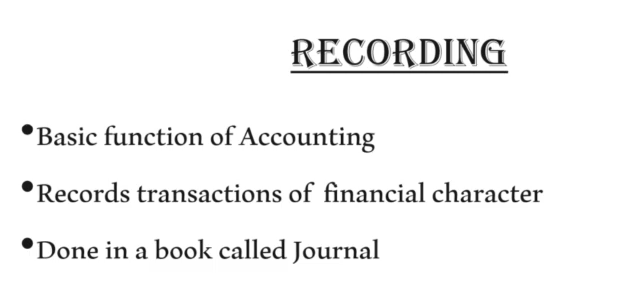 RECORDING
•Basic function of Accounting
•Records transactions of financial character
•Done in a book called Journal